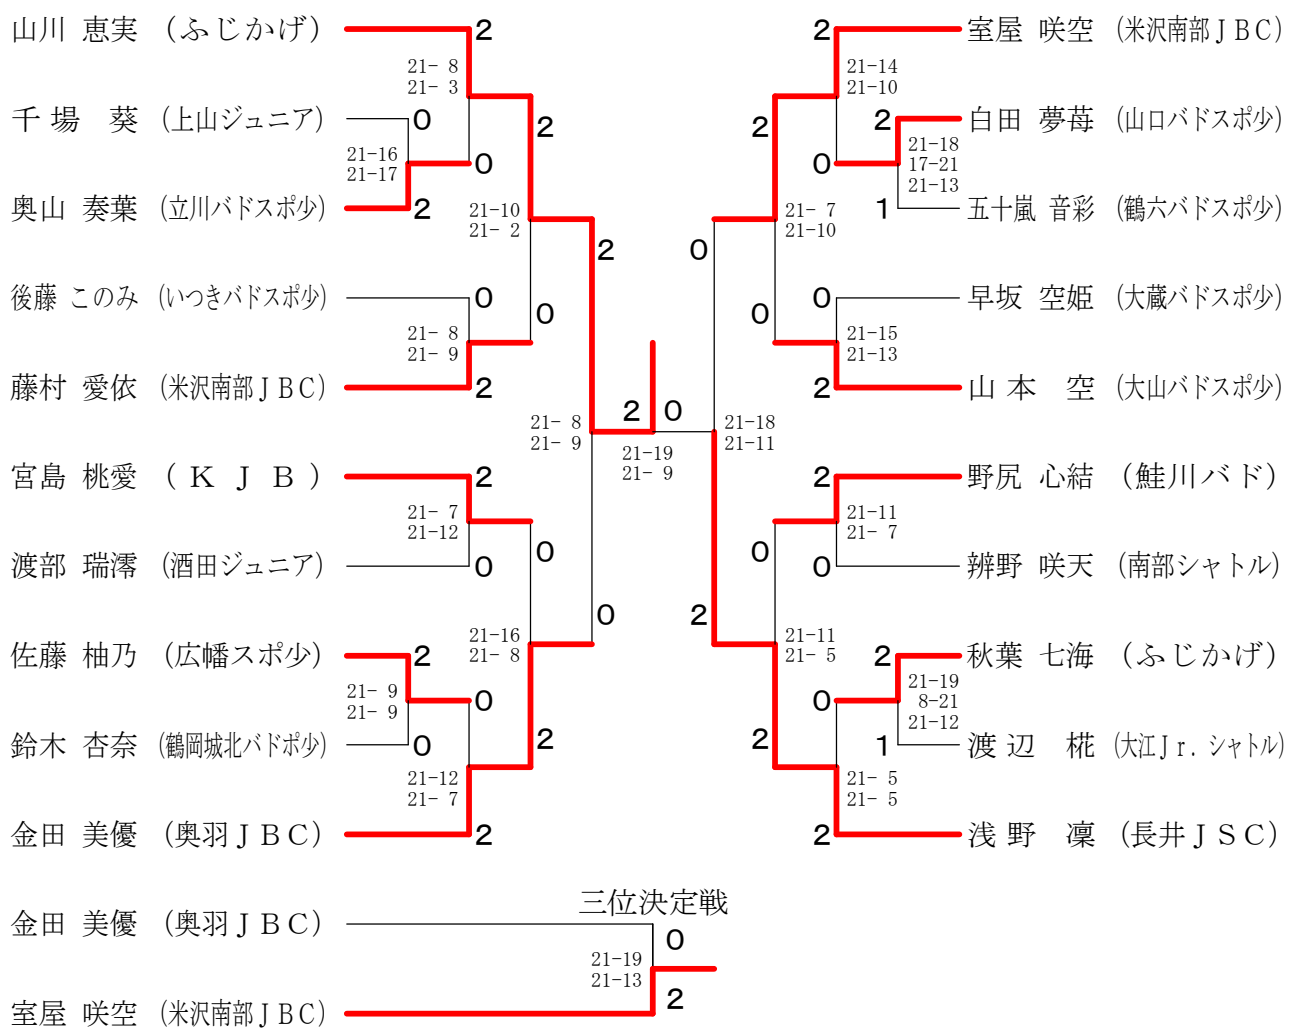 山川 恵実 (ふじかげ) 2 2 室屋 咲空 (米沢南部JBC)
21- 8 21-14
21- 3 21-10
千場 葵 (上山ジュニア) 0 2 2 2 白田 夢苺 (山口バドスポ少)
21-16 21-18
21-17 0 0 17-21
21-13
奥山 奏葉 (立川バドスポ少) 2 1 五十嵐 音彩 (鶴六バドスポ少)
21-10 21- 7
21- 2 21-10
2 0
後藤 このみ (いつきバドスポ少) 0 0 0 0 早坂 空姫 (大蔵バドスポ少)
21- 8 21-15
21- 9 21-13
藤村 愛依 (米沢南部JBC) 2 2 山本 空 (大山バドスポ少)
2 0
21- 8 21-18
21- 9 21-11
21-19
21- 9
宮島 桃愛 (KJB) 2 2 野尻 心結 (鮭川バド)
21- 7 21-11
21-12 21- 7
0 0
渡部 瑞澪 (酒田ジュニア) 0 0 辨野 咲天 (南部シャトル)
0 2
21-16 21-11
21- 8 21- 5
佐藤 柚乃 (広幡スポ少) 2 2 秋葉 七海 (ふじかげ)
21- 9 21-19
21- 9 0 0 8-21
21-12
鈴木 杏奈 (鶴岡城北バドポ少) 0 2 2 1 渡辺 椛 (大江Jr.シャトル)
21-12 21- 5
21- 7 21- 5
金田 美優 (奥羽JBC) 2 2 浅野 凜 (長井JSC)
三位決定戦
金田 美優 (奥羽JBC) 0
21-19
21-13
室屋 咲空 (米沢南部JBC) 2